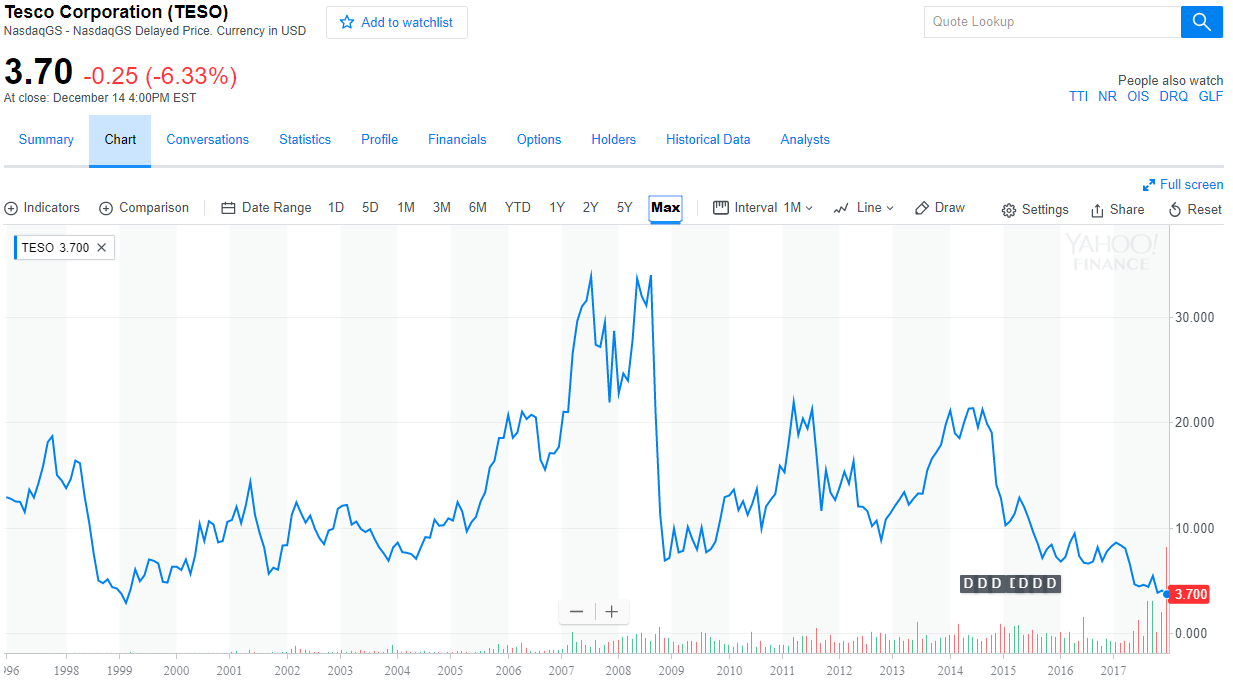 Tesco Corporation (TESO)
NasdaqGS - NasdaqGS Delayed Price. Currency in USD
Add to watchlist
Quote Lookup
3.70 -0.25 (-6.33%)
At close: December 14 4:00PM EST
People also watch
TTI NR OIS DRQ GLF
Summary Chart Conversations Statistics Profile Financials Options Holders Historical Data Analysts
Full screen
Indicators Comparison Date Range 1D 5D 1M 3M 6M YTD 1Y 2Y 5Y Max Interval 1M Line Draw Settings Share Reset
TESO 3.700
YAHOO!
FINANCE
30.000
20.000
10.000
D D D D D D
3.700
0.000
996 1998 1999 2000 2001 2002 2003 2004 2005 2006 2007 2008 2009 2010 2011 2012 2013 2014 2015 2016 2017